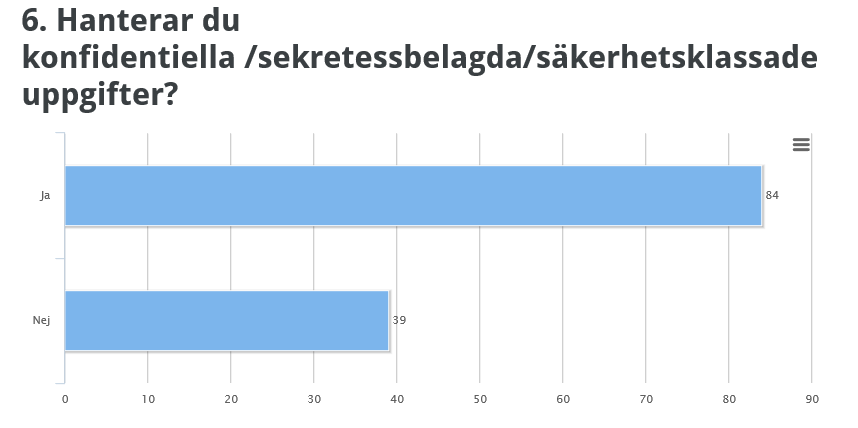 6. Hanterar du
konfidentiella /sekretessbelagda/säkerhetsklassade
uppgifter?
Ja
84
Nej
39
0 10 20 30 40 50 60 70 80 90